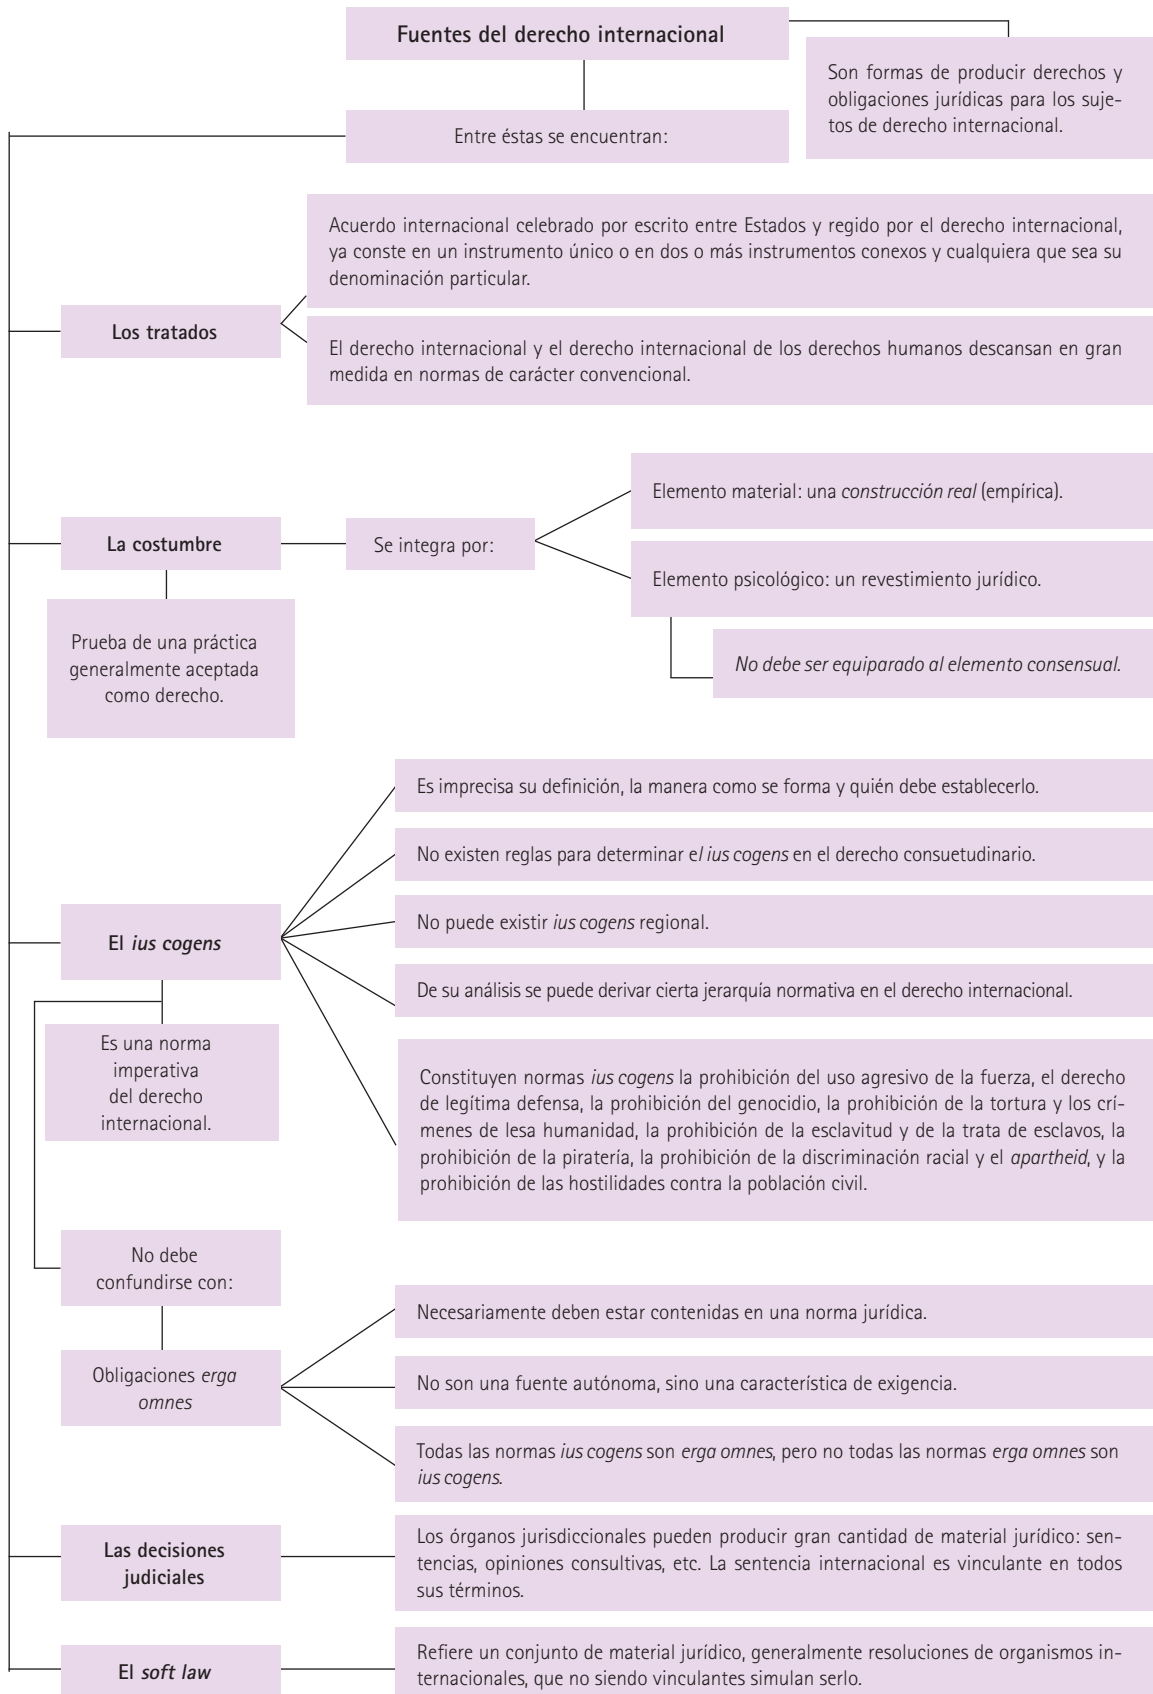 Fuentes del derecho internacional
Son formas de producir derechos y
obligaciones jurídicas para los suje-
tos de derecho internacional.
Entre éstas se encuentran:
Acuerdo internacional celebrado por escrito entre Estados y regido por el derecho internacional,
ya conste en un instrumento único o en dos o más instrumentos conexos y cualquiera que sea su
denominación particular.
Los tratados
El derecho internacional y el derecho internacional de los derechos humanos descansan en gran
medida en normas de carácter convencional.
Elemento material: una construcción real (empírica).
La costumbre
Se integra por:
Elemento psicológico: un revestimiento jurídico.
Prueba de una práctica
generalmente aceptada
como derecho.
No debe ser equiparado al elemento consensual.
Es imprecisa su definición, la manera como se forma y quién debe establecerlo.
No existen reglas para determinar el ius cogens en el derecho consuetudinario.
No puede existir ius cogens regional.
El ius cogens
De su análisis se puede derivar cierta jerarquía normativa en el derecho internacional.
Es una norma
imperativa
del derecho
internacional.
Constituyen normas ius cogens la prohibición del uso agresivo de la fuerza, el derecho
de legítima defensa, la prohibición del genocidio, la prohibición de la tortura y los crí-
menes de lesa humanidad, la prohibición de la esclavitud y de la trata de esclavos, la
prohibición de la piratería, la prohibición de la discriminación racial y el apartheid, y la
prohibición de las hostilidades contra la población civil.
No debe
confundirse con:
Necesariamente deben estar contenidas en una norma jurídica.
Obligaciones erga
omnes
No son una fuente autónoma, sino una característica de exigencia.
Todas las normas ius cogens son erga omnes, pero no todas las normas erga omnes son
ius cogens.
Las decisiones
judiciales
Los órganos jurisdiccionales pueden producir gran cantidad de material jurídico: sen-
tencias, opiniones consultivas, etc. La sentencia internacional es vinculante en todos
sus términos.
El soft law
Refiere un conjunto de material jurídico, generalmente resoluciones de organismos in-
ternacionales, que no siendo vinculantes simulan serlo.